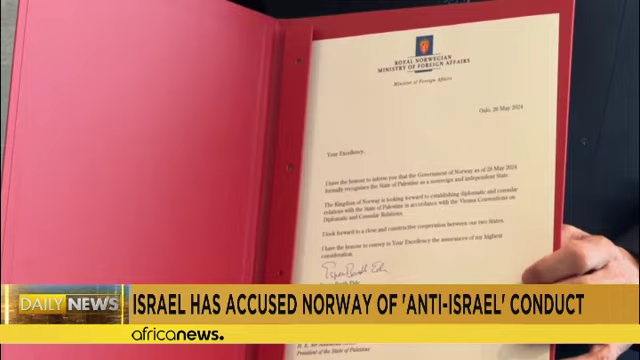 ROYAL NORWEGIAN
MINISTRY OF FOREIGN AFFAIRS
Minister of Foreign Affairs
Oslo, 26 May 2024
Your Excellency,
I have the honour to inform you that the Government of Norway as of 28 May 2024
formally recognises the State of Palestine as a sovereign and independent State.
The Kingdom of Norway is looking forward to establishing diplomatic and consular
relations with the State of Palestine in accordance with the Vienna Conventions on
Diplomatic and Consular Relations.
I look forward to a close and constructive cooperation between our two States.
I have the honour to convey to Your Excellency the assurances of my highest
consideration.
DAILY NEWS
ISRAEL HAS ACCUSED NORWAY OF 'ANTI-ISRAEL' CONDUCT
africanews.
President of the State of Palestine